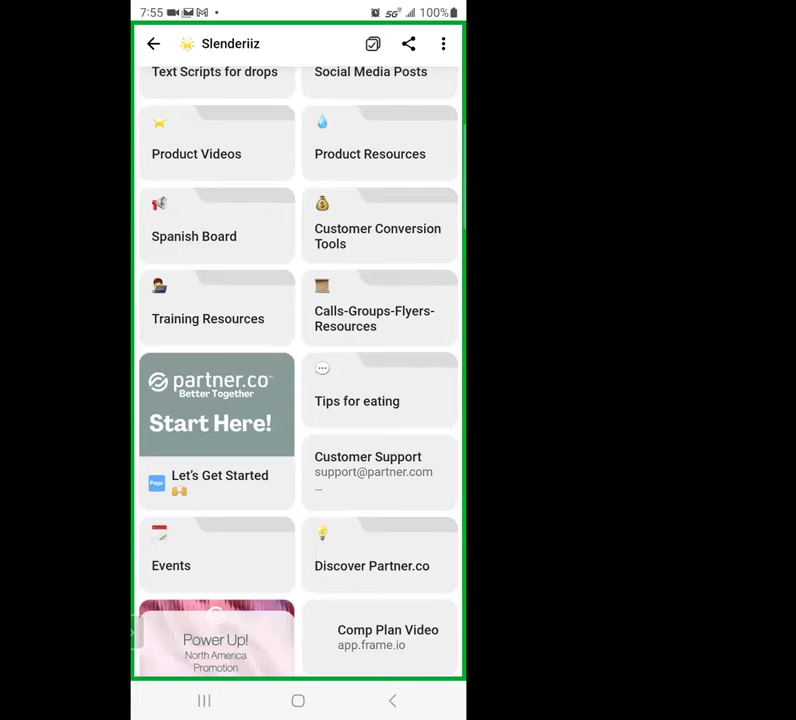 7:55
5G
100%
Slenderiiz
Text Scripts for drops
Social Media Posts
Product Videos
Product Resources
Spanish Board
Customer Conversion
Tools
Training Resources
Calls-Groups-Flyers-
Resources
partner.co™
Better Together
Start Here!
Page
Let's Get Started
Tips for eating
Customer Support
support@partner.com
...
Events
Discover Partner.co
Power Up!
North America
Promotion
Comp Plan Video
app.frame.io